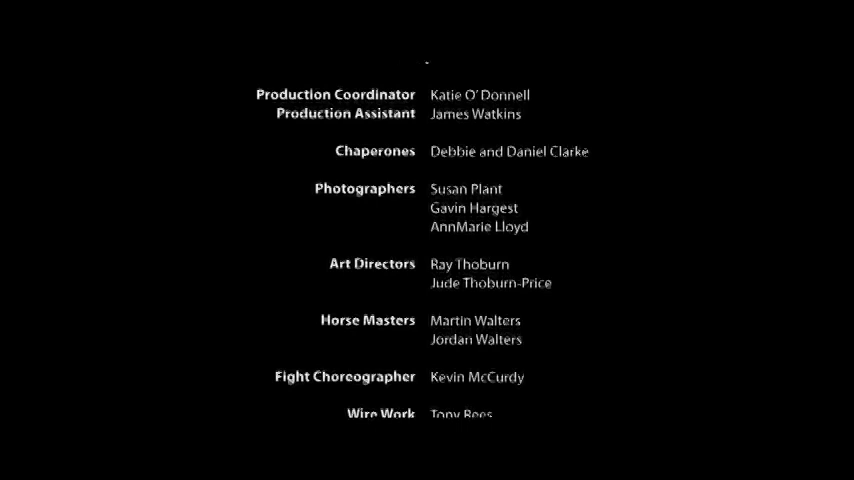 Production Coordinator Katie O'Donnell
Production Assistant James Watkins
Chaperones Debbie and Daniel Clarke
Photographers Susan Plant
Gavin Hargest
AnnMarie Lloyd
Art Directors Ray Thoburn
Jude Thoburn-Price
Horse Masters Martin Walters
Jordan Walters
Fight Choreographer Kevin McCurdy
Wire Work Tony Rees